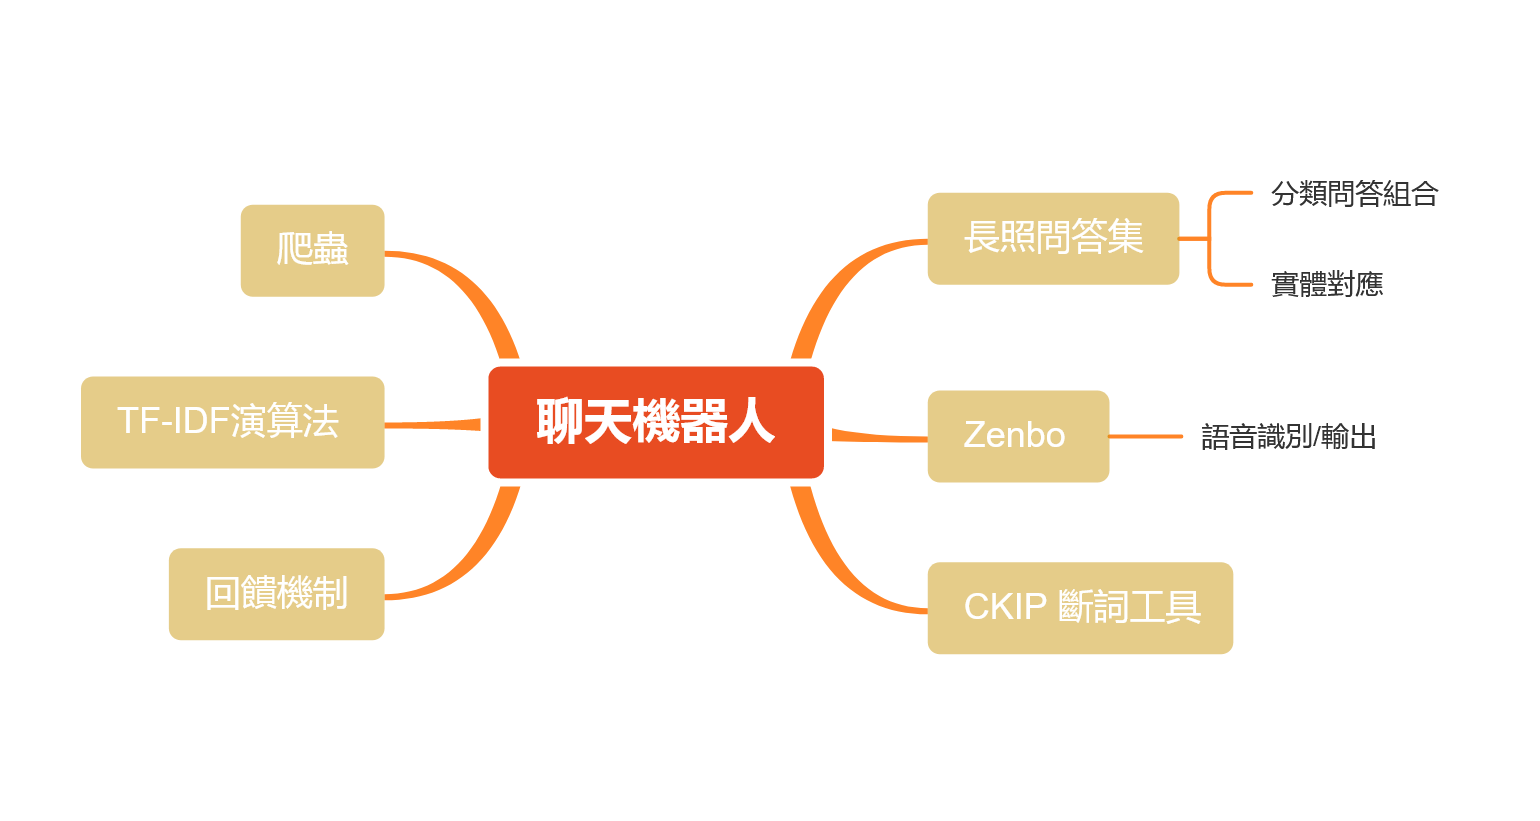 爬蟲
TF-IDF演算法
回饋機制
聊天機器人
長照問答集
分類問答組合
實體對應
Zenbo
語音識別/輸出
CKIP 斷詞工具